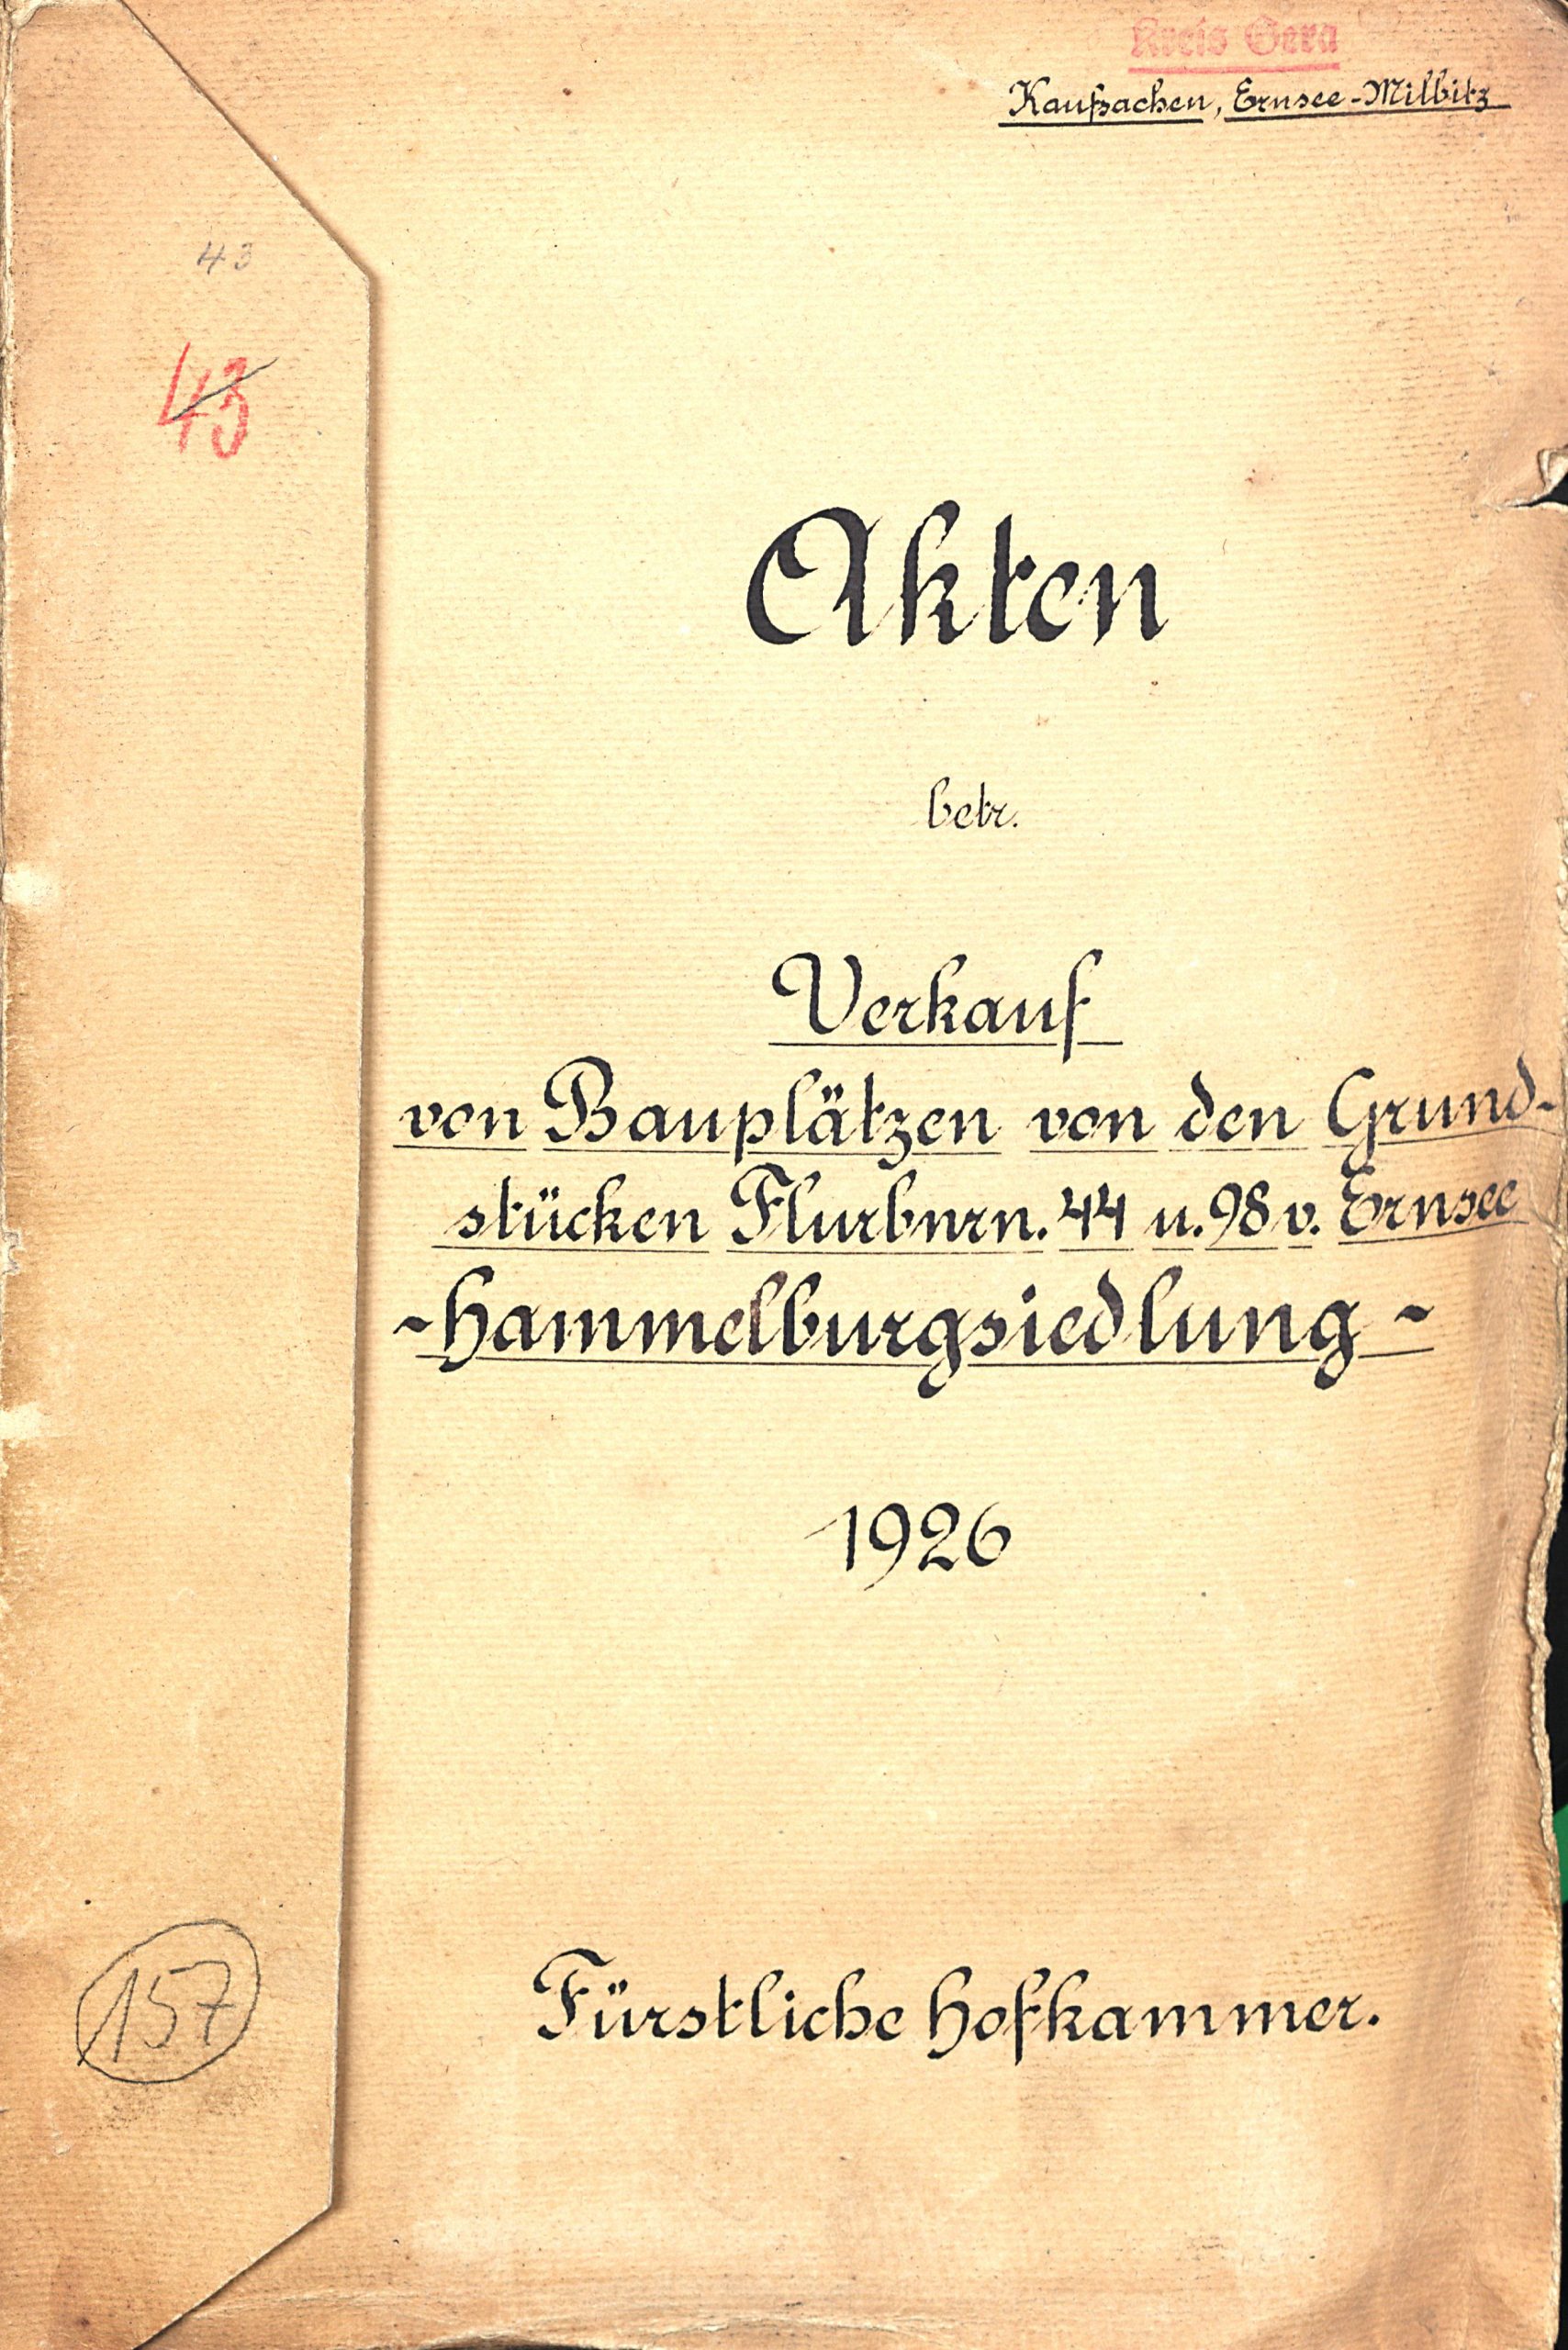 Kreis Gera
Kaufsachen, Ernsee-Milbitz
43
43
Akten
betr.
Verkauf
von Bauplätzen von den Grund-
stücken Flurbnrn. 44 u. 98 v. Ernsee
-Hammelburgsiedlung-
1926
157
Fürstliche Hofkammer.